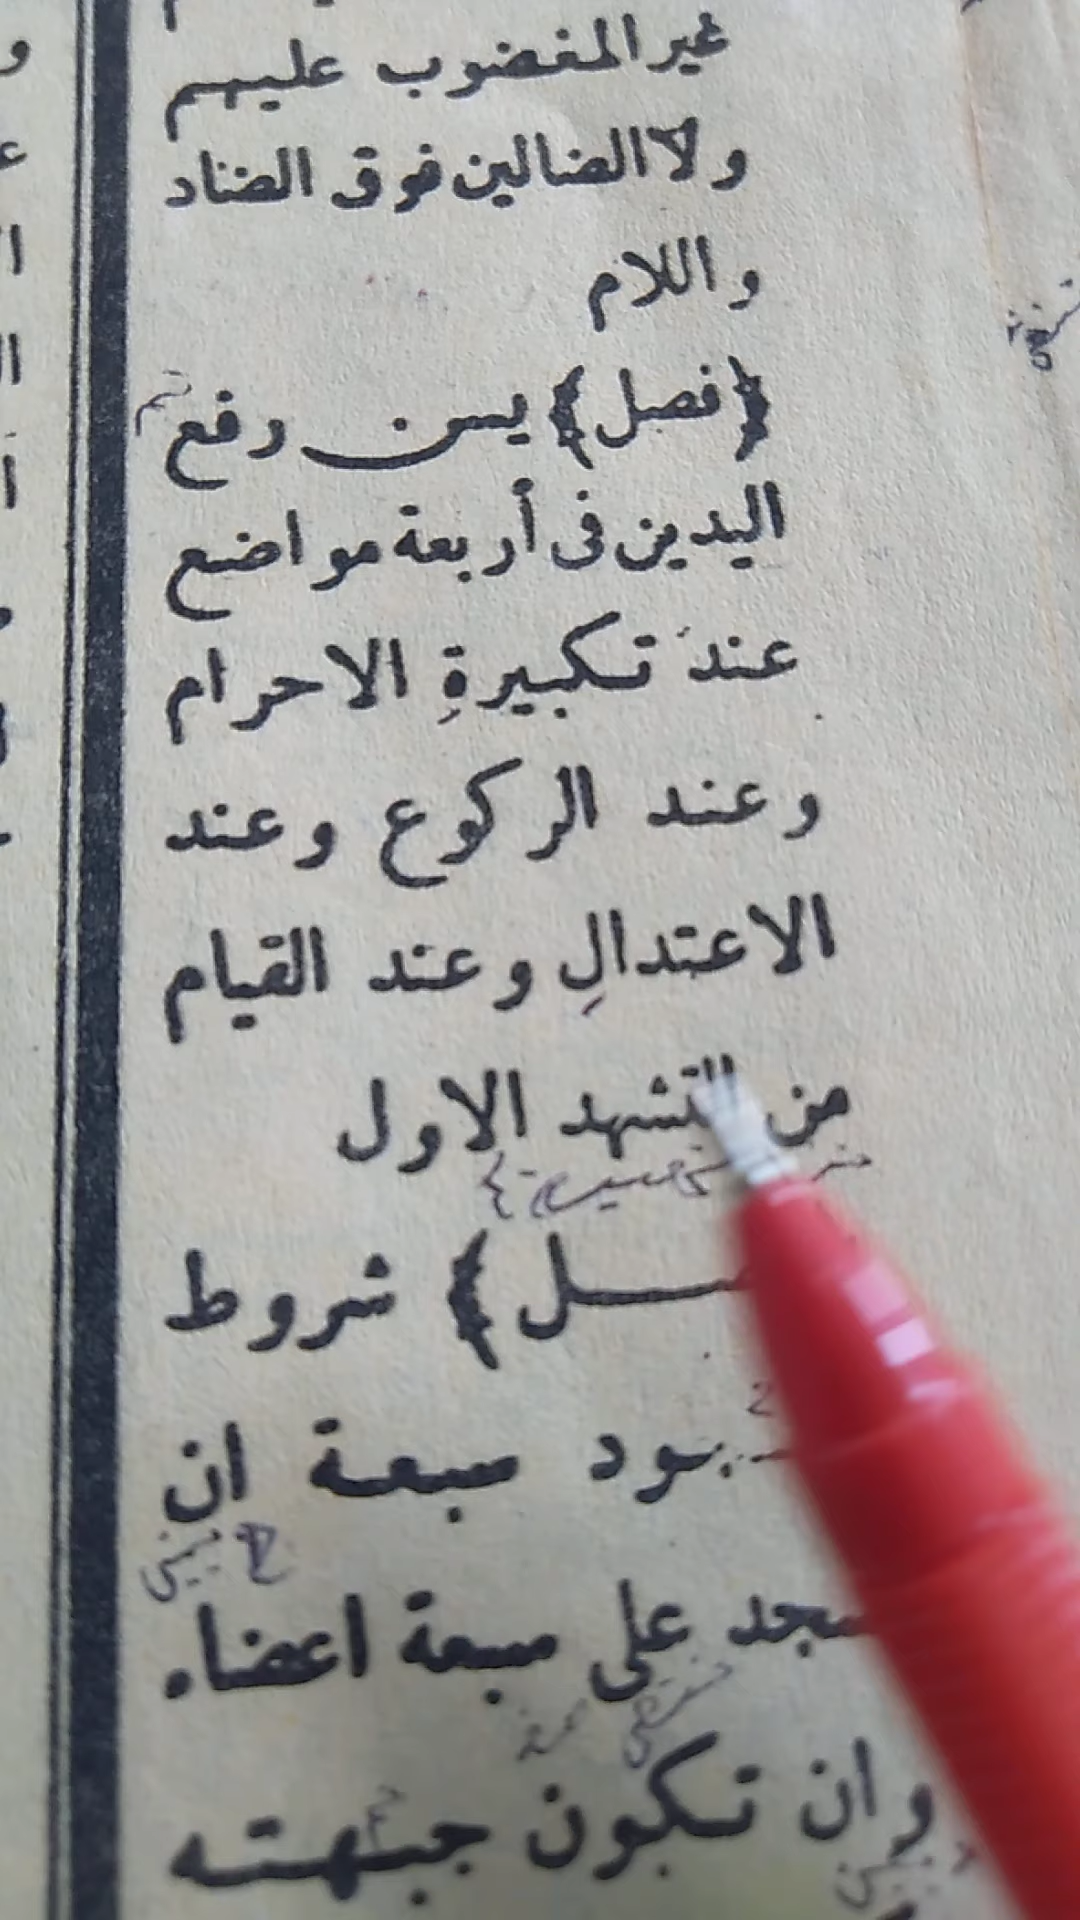 غير المغضوب عليهم
ولا الضالين فوق الضاد
واللام
﴿فصل﴾ يسن رفع
اليدين فى أربعة مواضع
عندَ تكبيرةِ الاحرام
وعند الركوع وعند
الاعتدالِ وعند القيام
من التشهد الاول
شروط
سبعة ان
على سبعة اعضاء
وان تكون جبهته